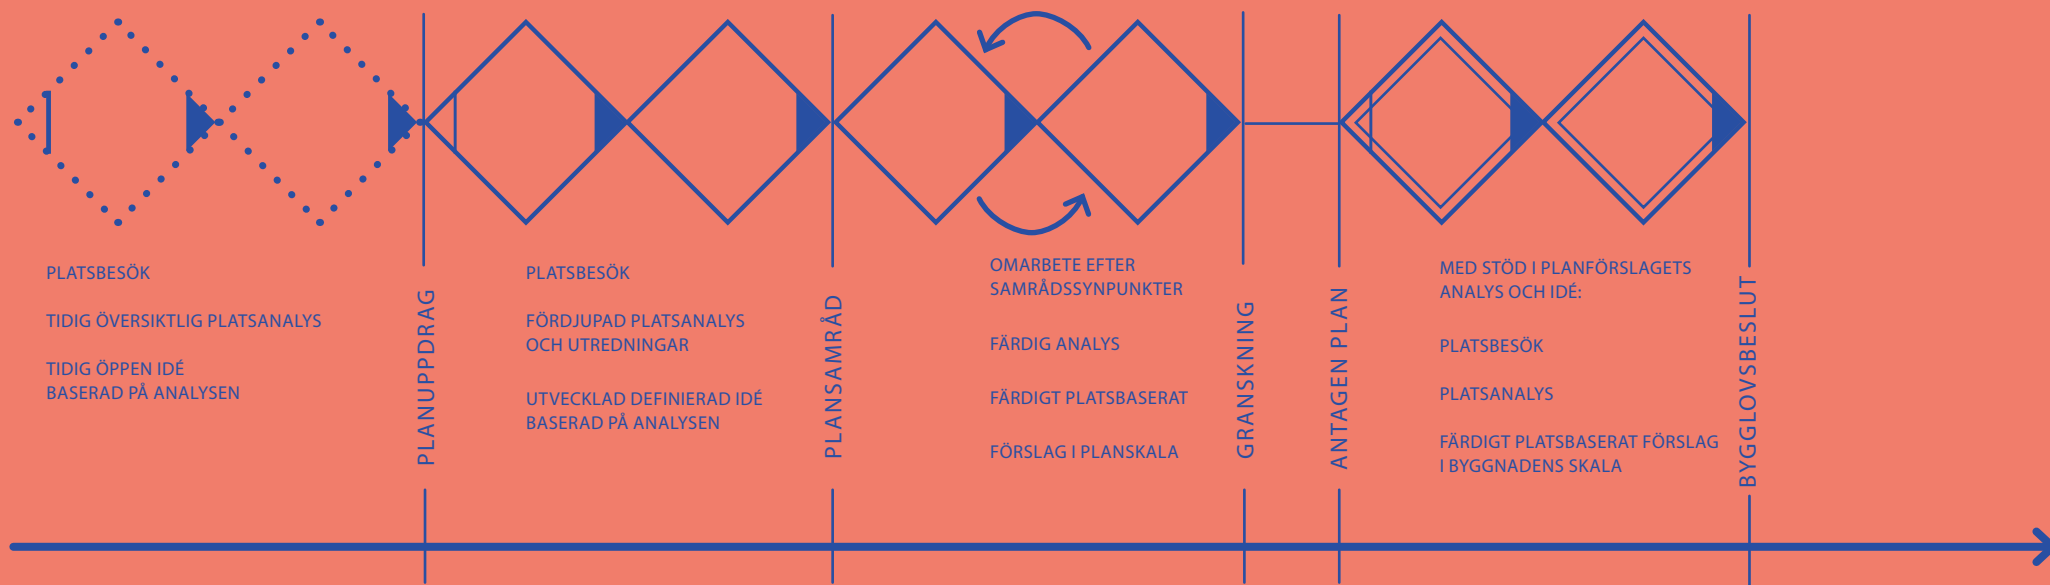 PLATSBESÖK
TIDIG ÖVERSIKTLIG PLATSANALYS
TIDIG ÖPPEN IDÉ
BASERAD PÅ ANALYSEN
PLANUPPDRAG
PLATSBESÖK
FÖRDJUPAD PLATSANALYS
OCH UTREDNINGAR
UTVECKLAD DEFINIERAD IDÉ
BASERAD PÅ ANALYSEN
PLANSAMRÅD
OMARBETE EFTER
SAMRÅDSSYNPUNKTER
FÄRDIG ANALYS
FÄRDIGT PLATSBASERAT
FÖRSLAG I PLANSKALA
GRANSKNING
ANTAGEN PLAN
MED STÖD I PLANFÖRSLAGETS
ANALYS OCH IDÉ:
PLATSBESÖK
PLATSANALYS
FÄRDIGT PLATSBASERAT FÖRSLAG
I BYGGNADENS SKALA
BYGGLOVSBESLUT